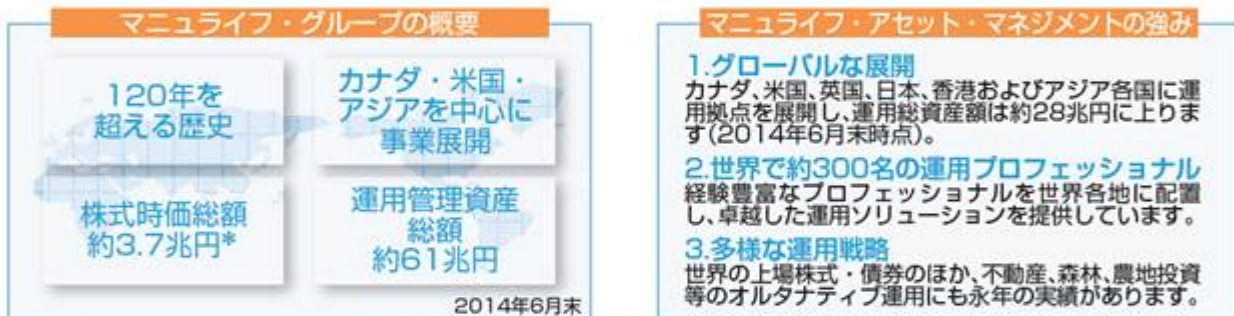 マニュライフ・グループの概要
120年を
超える歴史
カナダ・米国・
アジアを中心に
事業展開
株式時価総額
約3.7兆円*
運用管理資産
総額
約61兆円
2014年6月末
マニュライフ・アセット・マネジメントの強み
1.グローバルな展開
カナダ、米国、英国、日本、香港およびアジア各国に運
用拠点を展開し、運用総資産額は約28兆円に上りま
す(2014年6月末時点)。
2.世界で約300名の運用プロフェッショナル
経験豊富なプロフェッショナルを世界各地に配置
し、卓越した運用ソリューションを提供しています。
3.多様な運用戦略
世界の上場株式・債券のほか、不動産、森林、農地投資
等のオルタナティブ運用にも永年の実績があります。